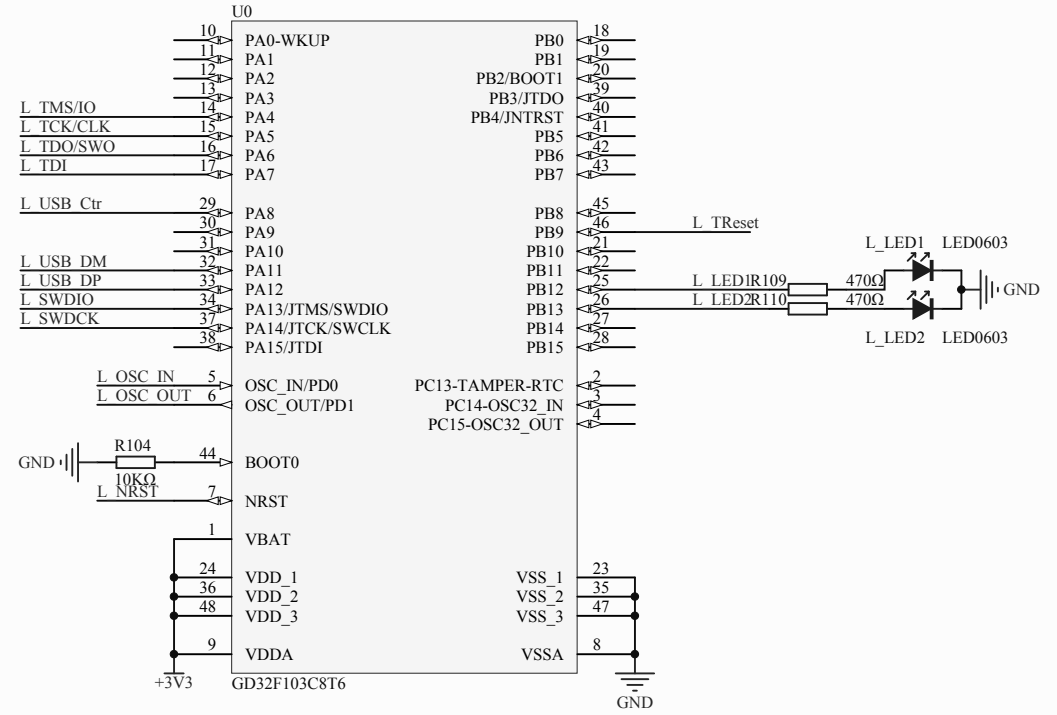 U0
10 PA0-WKUP PB0 18
11 PA1 PB1 19
12 PA2 PB2/BOOT1 20
13 PA3 PB3/JTDO 39
L_TMS/IO 14 PA4 PB4/JNTRST 40
L_TCK/CLK 15 PA5 PB5 41
L_TDO/SWO 16 PA6 PB6 42
L_TDI 17 PA7 PB7 43
L_USB_Ctr 29 PA8 PB8 45
30 PA9 PB9 46 L_TReset
31 PA10 PB10 21 L_LED1 LED0603
L_USB_DM 32 PA11 PB11 22
L_USB_DP 33 PA12 PB12 25 L_LED1 R109 470Ω GND
L_SWDIO 34 PA13/JTMS/SWDIO PB13 26 L_LED2 R110 470Ω
L_SWDCK 37 PA14/JTCK/SWCLK PB14 27
38 PA15/JTDI PB15 28 L_LED2 LED0603
L_OSC_IN 5 OSC_IN/PD0 PC13-TAMPER-RTC 2
L_OSC_OUT 6 OSC_OUT/PD1 PC14-OSC32_IN 3
PC15-OSC32_OUT 4
R104
GND 44 BOOT0
10KΩ
L_NRST 7 NRST
1 VBAT
24 VDD_1 VSS_1 23
36 VDD_2 VSS_2 35
48 VDD_3 VSS_3 47
9 VDDA VSSA 8
+3V3 GD32F103C8T6
GND